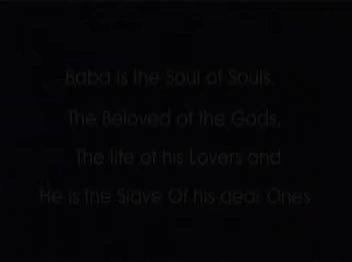 Baba is the Soul of Souls,
The Beloved of the Gods,
The life of his Lovers and
He is the Slave Of his dear Ones